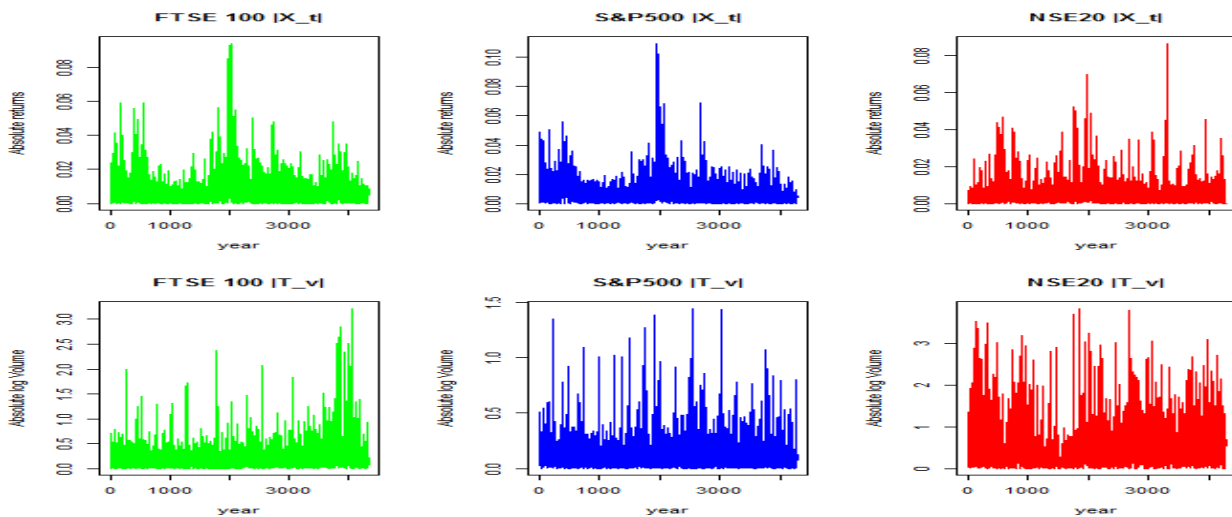 FTSE 100 |X_t|
Absolute returns
0.00 0.02 0.04 0.06 0.08
0 1000 3000
year
S&P500 |X_t|
Absolute returns
0.00 0.02 0.04 0.06 0.08 0.10
0 1000 3000
year
NSE20 |X_t|
Absolute returns
0.00 0.02 0.04 0.06 0.08
0 1000 3000
year
FTSE 100 |T_v|
Absolute log Volume
0.0 0.5 1.0 1.5 2.0 2.5 3.0
0 1000 3000
year
S&P500 |T_v|
Absolute log Volume
0.0 0.5 1.0 1.5
0 1000 3000
year
NSE20 |T_v|
Absolute log Volume
0 1 2 3
0 1000 3000
year